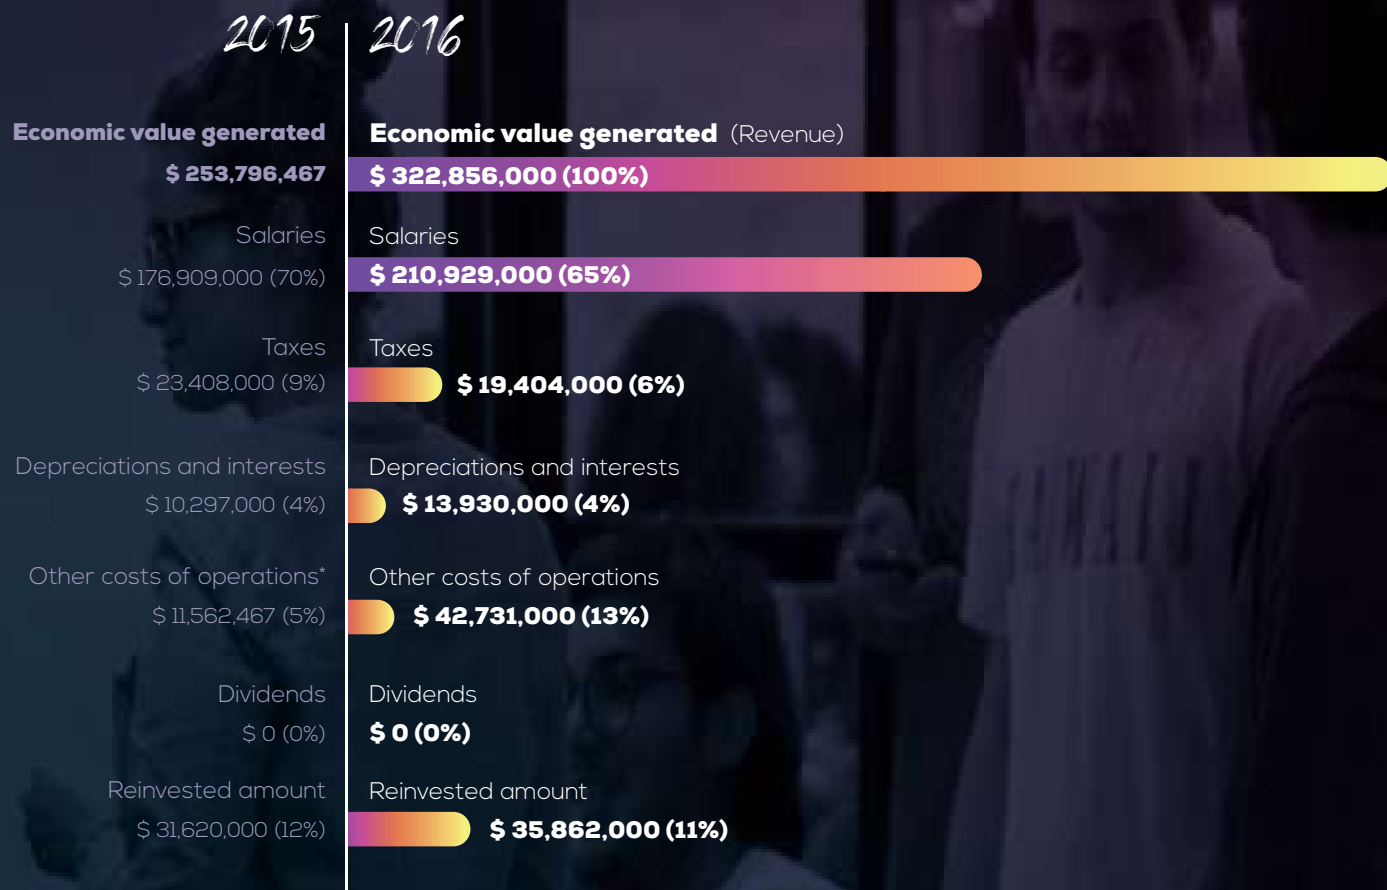 2015 2016
Economic value generated
$ 253,796,467
Economic value generated (Revenue)
$ 322,856,000 (100%)
Salaries
$ 176,909,000 (70%)
Salaries
$ 210,929,000 (65%)
Taxes
$ 23,408,000 (9%)
Taxes
$ 19,404,000 (6%)
Depreciations and interests
$ 10,297,000 (4%)
Depreciations and interests
$ 13,930,000 (4%)
Other costs of operations*
$ 11,562,467 (5%)
Other costs of operations
$ 42,731,000 (13%)
Dividends
$ 0 (0%)
Dividends
$ 0 (0%)
Reinvested amount
$ 31,620,000 (12%)
Reinvested amount
$ 35,862,000 (11%)